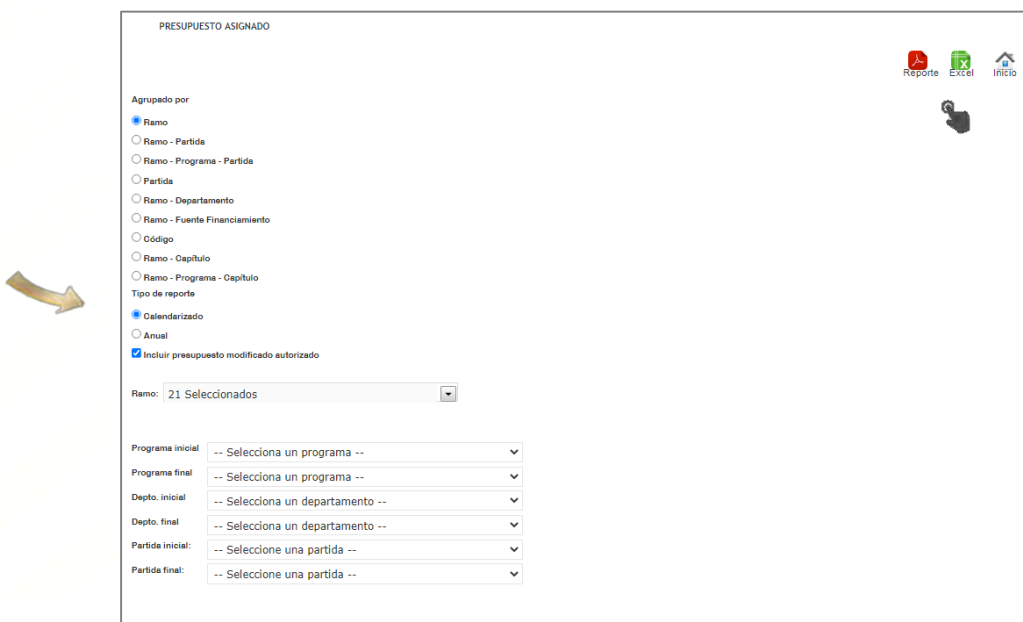 PRESUPUESTO ASIGNADO
Reporte Excel Inicio
Agrupado por
Ramo
Ramo - Partida
Ramo - Programa - Partida
Partida
Ramo - Departamento
Ramo - Fuente Financiamiento
Código
Ramo - Capítulo
Ramo - Programa - Capítulo
Tipo de reporte
Calendarizado
Anual
Incluir presupuesto modificado autorizado
Ramo: 21 Seleccionados
Programa inicial -- Selecciona un programa --
Programa final -- Selecciona un programa --
Depto. inicial -- Selecciona un departamento --
Depto. final -- Selecciona un departamento --
Partida inicial: -- Seleccione una partida --
Partida final: -- Seleccione una partida --